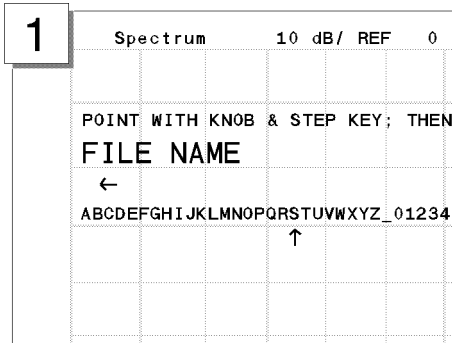 1
Spectrum 10 dB/ REF 0
POINT WITH KNOB & STEP KEY; THEN
FILE NAME
←
ABCDEFGHIJKLMNOPQRSTUVWXYZ_01234
↑